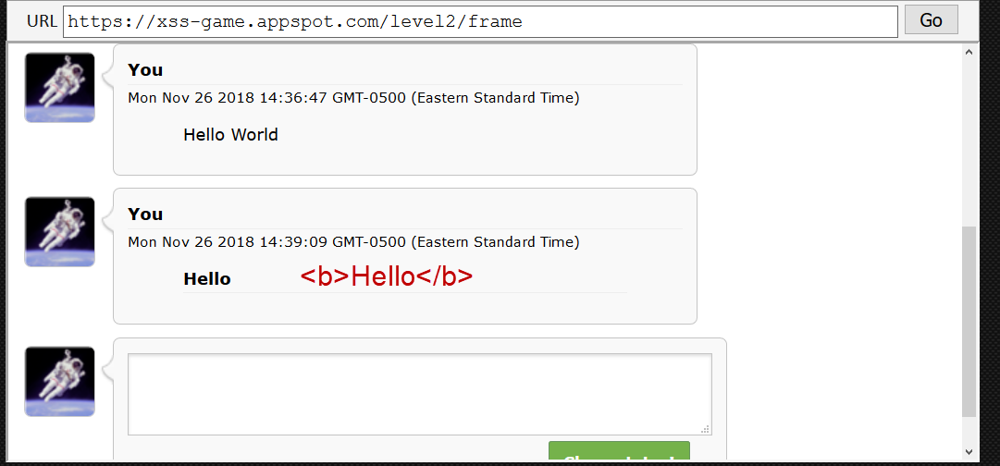 URL https://xss-game.appspot.com/level2/frame Go
You
Mon Nov 26 2018 14:36:47 GMT-0500 (Eastern Standard Time)
Hello World
You
Mon Nov 26 2018 14:39:09 GMT-0500 (Eastern Standard Time)
Hello <b>Hello</b>